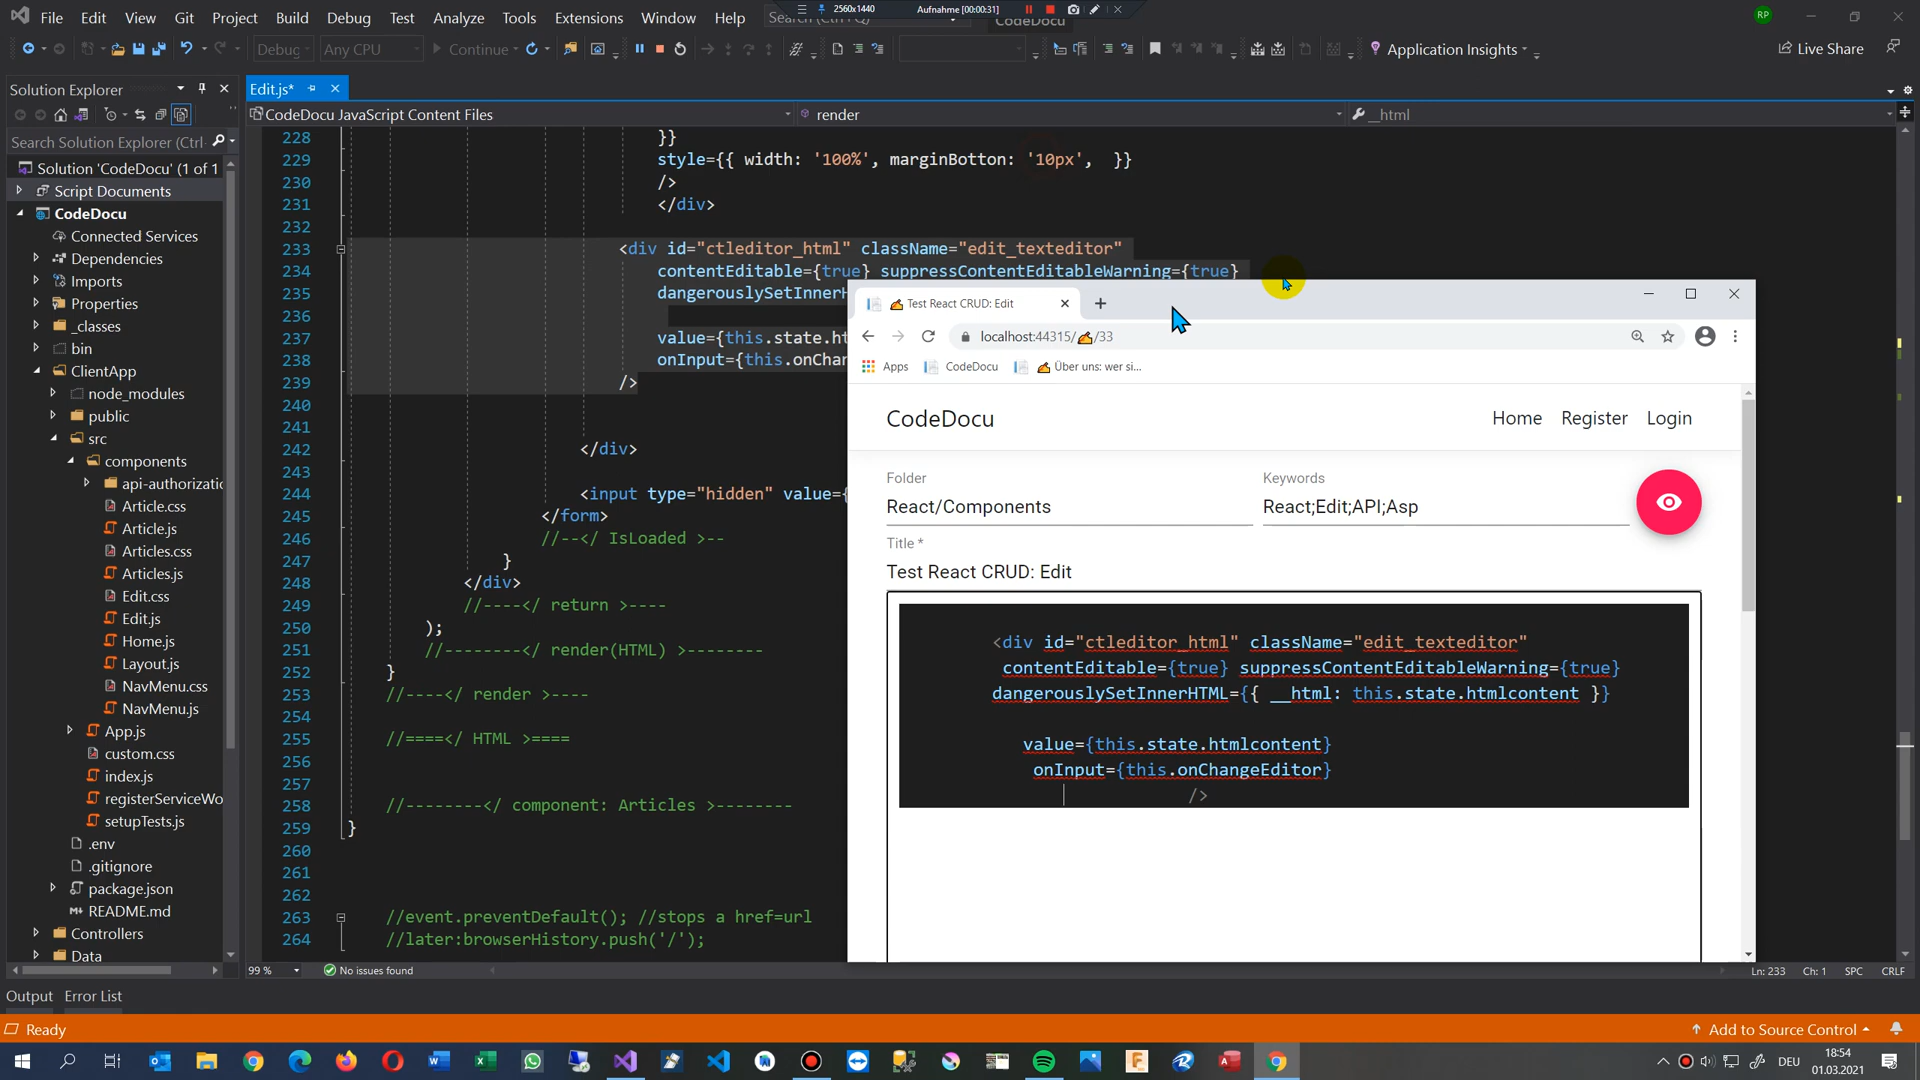 File Edit View Git Project Build Debug Test Analyze Tools Extensions Window Help
2560x1440 Aufnahme [00:00:31]
CodeDocu
RP
Debug Any CPU Continue Application Insights Live Share
Solution Explorer
Search Solution Explorer (Ctrl
Solution 'CodeDocu' (1 of 1
Script Documents
CodeDocu
Connected Services
Dependencies
Imports
Properties
_classes
bin
ClientApp
node_modules
public
src
components
api-authorizatic
Article.css
Article.js
Articles.css
Articles.js
Edit.css
Edit.js
Home.js
Layout.js
NavMenu.css
NavMenu.js
App.js
custom.css
index.js
registerServiceWo
setupTests.js
.env
.gitignore
package.json
README.md
Controllers
Data
Edit.js*
CodeDocu JavaScript Content Files render __html
228 }}
229 style={{ width: '100%', marginBotton: '10px', }}
230 />
231 </div>
232
233 <div id="ctleditor_html" className="edit_texteditor"
234 contentEditable={true} suppressContentEditableWarning={true}
235 dangerouslySetInnerH
236
237 value={this.state.ht
238 onInput={this.onCha
239 />
240
241
242 </div>
243
244 <input type="hidden" value={
245 </form>
246 //--</ IsLoaded >--
247 }
248 </div>
249 //----</ return >----
250 );
251 //--------</ render(HTML) >--------
252 }
253 //----</ render >----
254
255 //====</ HTML >====
256
257
258 //--------</ component: Articles >--------
259 }
260
261
262
263 //event.preventDefault(); //stops a href=url
264 //later:browserHistory.push('/');
Test React CRUD: Edit
localhost:44315/✍/33
Apps CodeDocu Über uns: wer si...
CodeDocu Home Register Login
Folder Keywords
React/Components React;Edit;API;Asp
Title *
Test React CRUD: Edit
<div id="ctleditor_html" className="edit_texteditor"
contentEditable={true} suppressContentEditableWarning={true}
dangerouslySetInnerHTML={{ __html: this.state.htmlcontent }}
value={this.state.htmlcontent}
onInput={this.onChangeEditor}
/>
99 % No issues found Ln: 233 Ch: 1 SPC CRLF
Output Error List
Ready Add to Source Control
DEU 18:54
01.03.2021